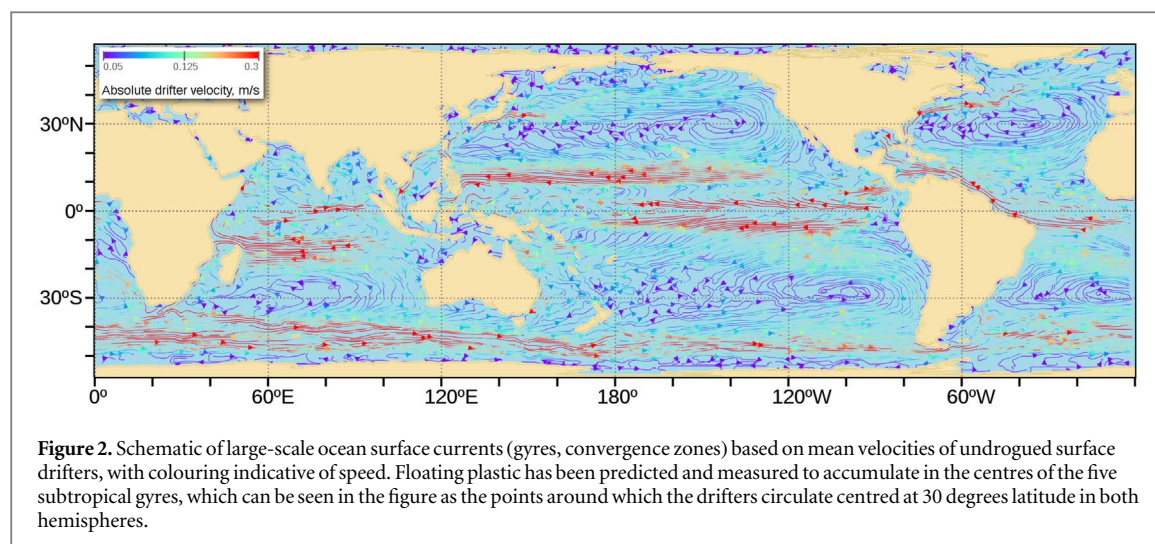 0.05 0.125 0.3
Absolute drifter velocity, m/s
30ºN
0º
30ºS
0º 60ºE 120ºE 180º 120ºW 60ºW
Figure 2. Schematic of large-scale ocean surface currents (gyres, convergence zones) based on mean velocities of undrogued surface
drifters, with colouring indicative of speed. Floating plastic has been predicted and measured to accumulate in the centres of the five
subtropical gyres, which can be seen in the figure as the points around which the drifters circulate centred at 30 degrees latitude in both
hemispheres.